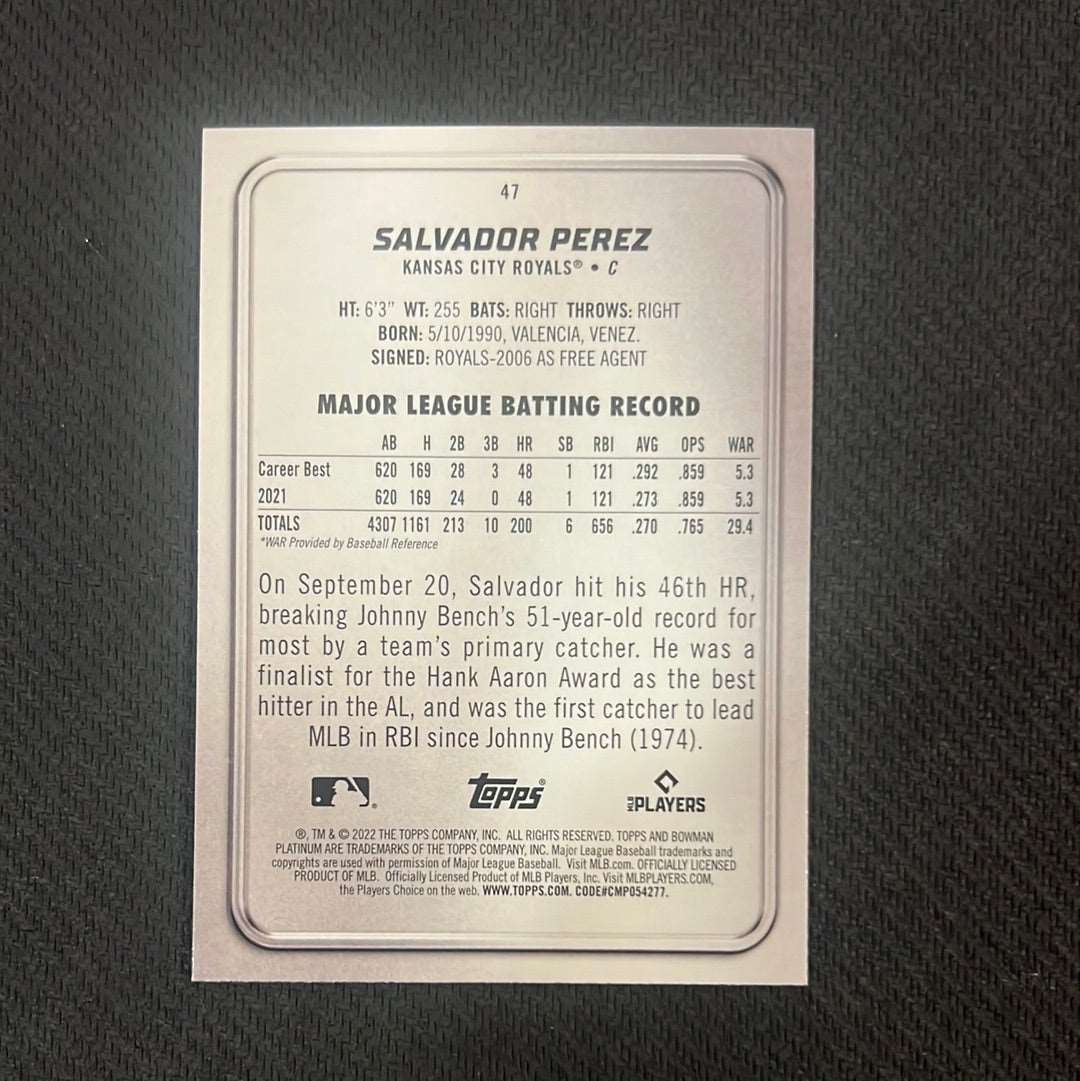 47
SALVADOR PEREZ
KANSAS CITY ROYALS® • C
HT: 6'3" WT: 255 BATS: RIGHT THROWS: RIGHT
BORN: 5/10/1990, VALENCIA, VENEZ.
SIGNED: ROYALS-2006 AS FREE AGENT
MAJOR LEAGUE BATTING RECORD
AB H 2B 3B HR SB RBI AVG OPS WAR
Career Best 620 169 28 3 48 1 121 .292 .859 5.3
2021 620 169 24 0 48 1 121 .273 .859 5.3
TOTALS 4307 1161 213 10 200 6 656 .270 .765 29.4
*WAR Provided by Baseball Reference
On September 20, Salvador hit his 46th HR,
breaking Johnny Bench's 51-year-old record for
most by a team's primary catcher. He was a
finalist for the Hank Aaron Award as the best
hitter in the AL, and was the first catcher to lead
MLB in RBI since Johnny Bench (1974).
® Topps® MLB PLAYERS
®, TM & © 2022 THE TOPPS COMPANY, INC. ALL RIGHTS RESERVED. TOPPS AND BOWMAN
PLATINUM ARE TRADEMARKS OF THE TOPPS COMPANY, INC. Major League Baseball trademarks and
copyrights are used with permission of Major League Baseball. Visit MLB.com. OFFICIALLY LICENSED
PRODUCT OF MLB. Officially Licensed Product of MLB Players, Inc. Visit MLBPLAYERS.COM,
the Players Choice on the web. WWW.TOPPS.COM. CODE#CMP054277.